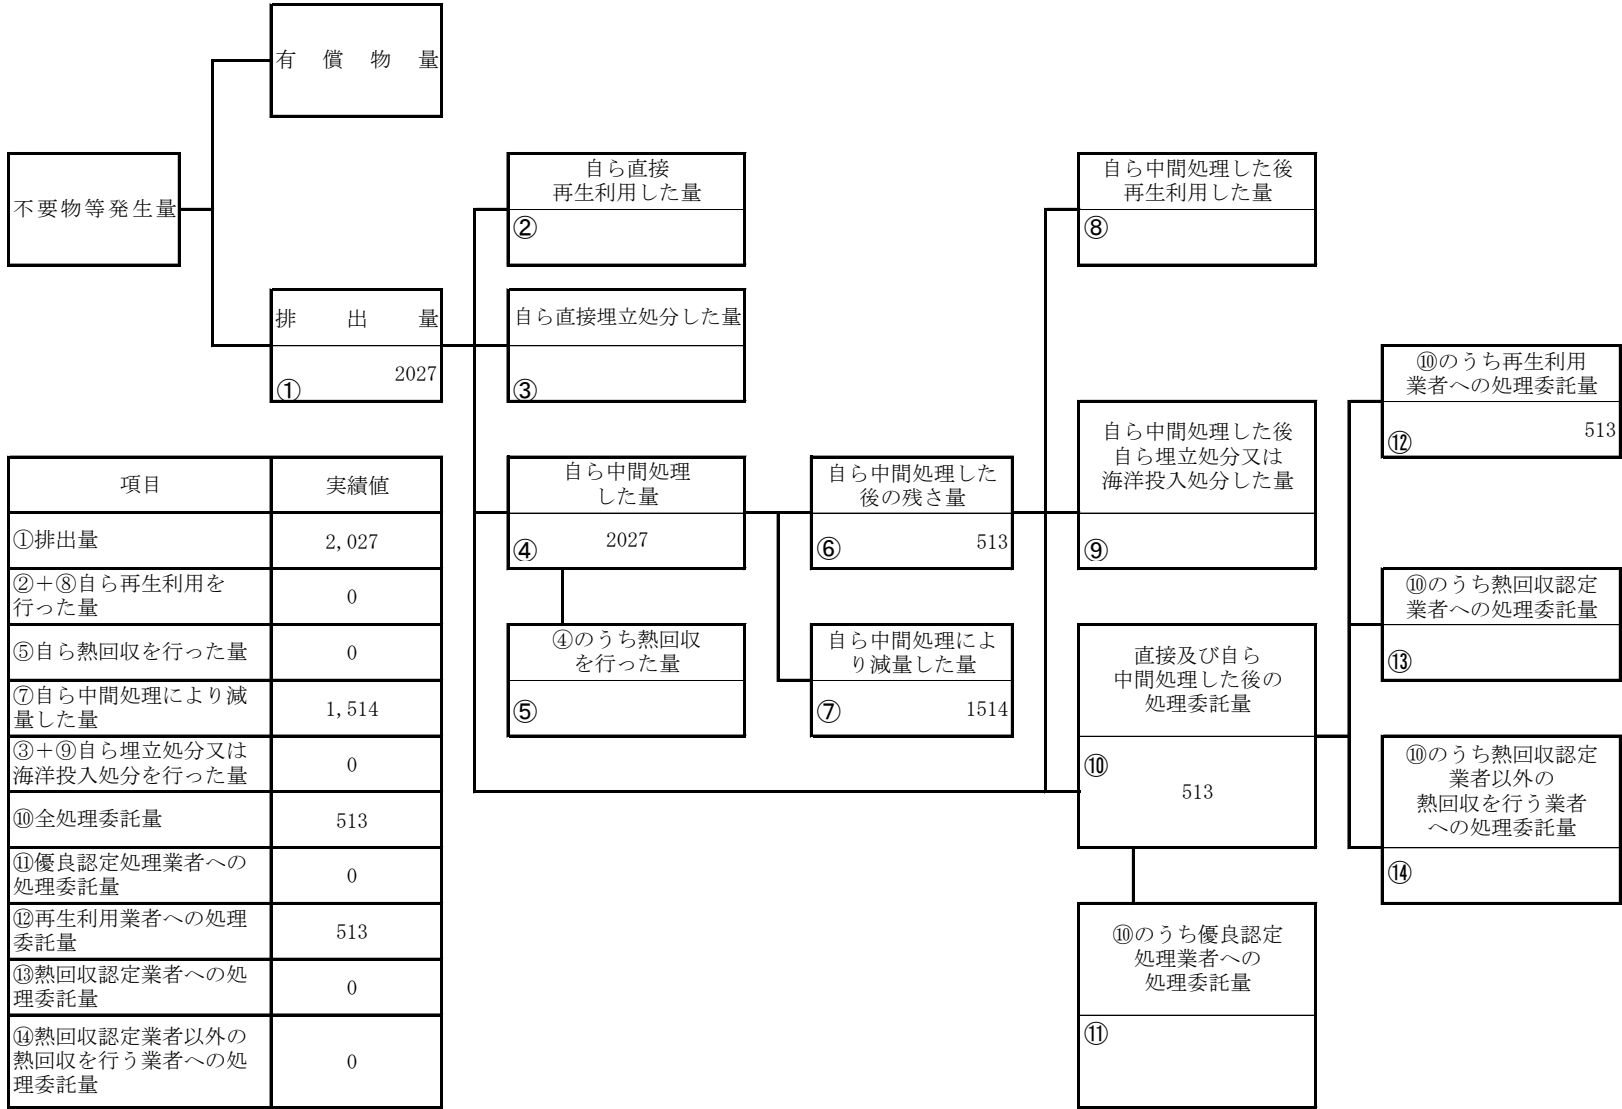 有償物量
不要物等発生量
排出量
①
2027
自ら直接
再生利用した量
②
自ら直接埋立処分した量
③
自ら中間処理
した量
④
2027
④のうち熱回収
を行った量
⑤
自ら中間処理した
後の残さ量
⑥
513
自ら中間処理によ
り減量した量
⑦
1514
自ら中間処理した後
再生利用した量
⑧
自ら中間処理した後
自ら埋立処分又は
海洋投入処分した量
⑨
直接及び自ら
中間処理した後の
処理委託量
⑩
513
⑩のうち優良認定
処理業者への
処理委託量
⑪
⑩のうち再生利用
業者への処理委託量
⑫
513
⑩のうち熱回収認定
業者への処理委託量
⑬
⑩のうち熱回収認定
業者以外の
熱回収を行う業者
への処理委託量
⑭
項目 実績値
①排出量 2,027
②+⑧自ら再生利用を
行った量 0
⑤自ら熱回収を行った量 0
⑦自ら中間処理により減
量した量 1,514
③+⑨自ら埋立処分又は
海洋投入処分を行った量 0
⑩全処理委託量 513
⑪優良認定処理業者への
処理委託量 0
⑫再生利用業者への処理
委託量 513
⑬熱回収認定業者への処
理委託量 0
⑭熱回収認定業者以外の
熱回収を行う業者への処
理委託量 0